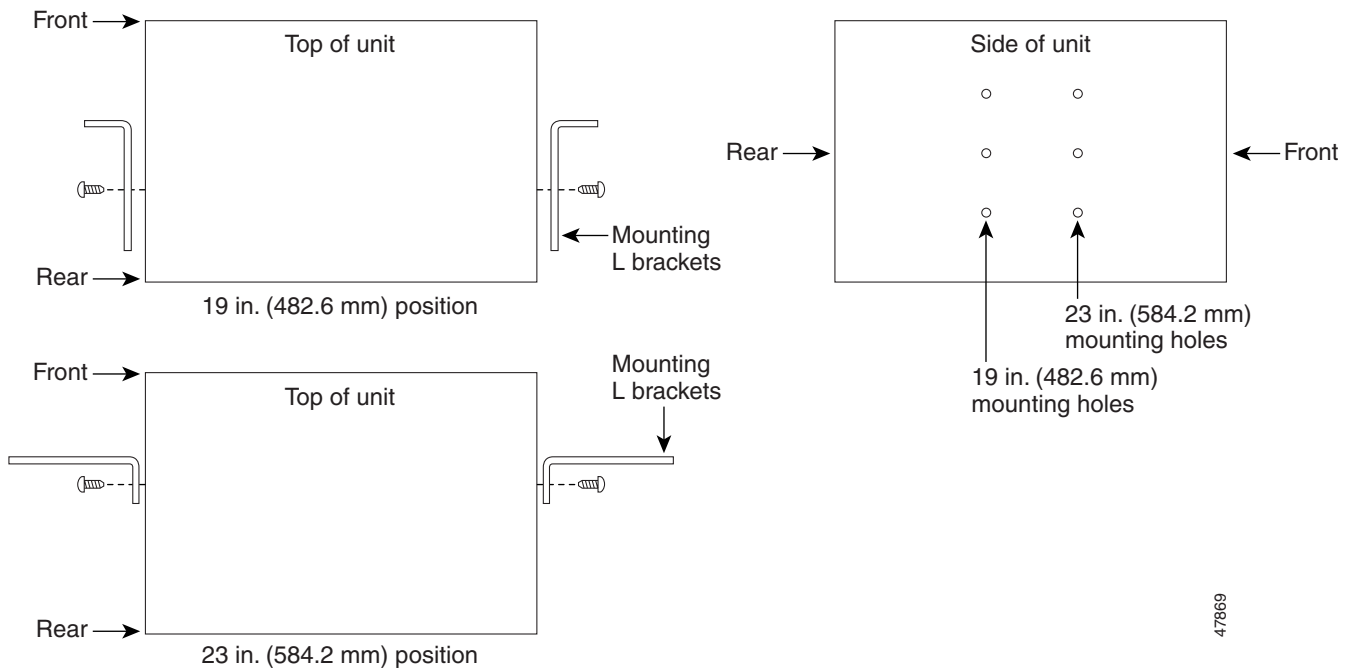 Front
Top of unit
Mounting
L brackets
Rear
19 in. (482.6 mm) position
Side of unit
Rear
Front
23 in. (584.2 mm)
mounting holes
19 in. (482.6 mm)
mounting holes
Front
Top of unit
Mounting
L brackets
Rear
23 in. (584.2 mm) position
47869